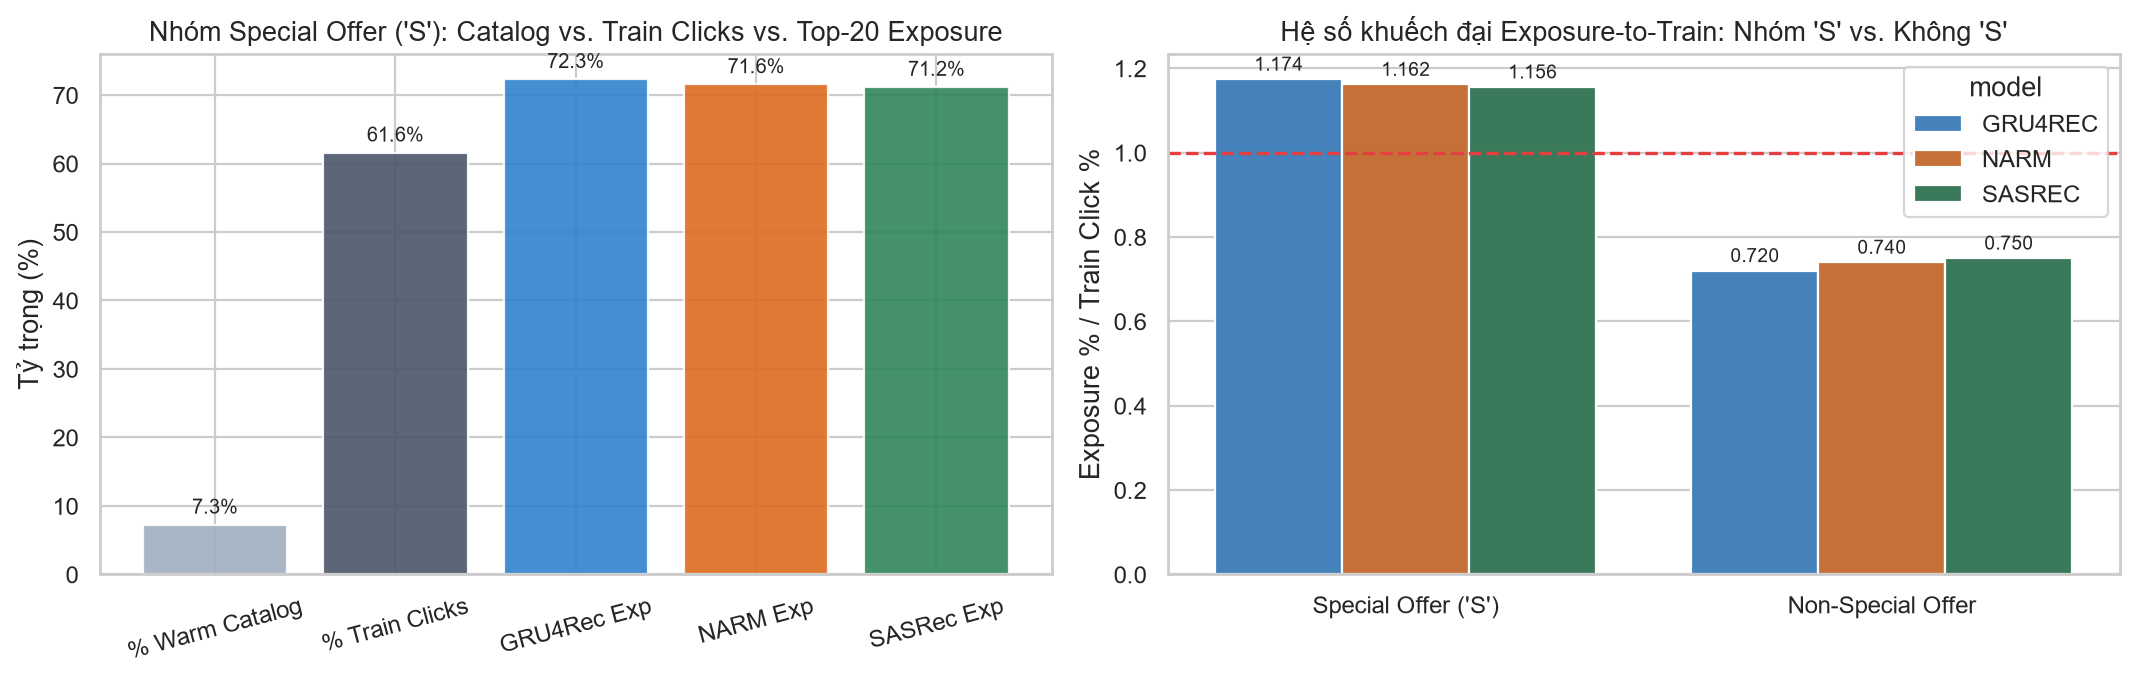 Nhóm Special Offer ('S'): Catalog vs. Train Clicks vs. Top-20 Exposure
Tỷ trọng (%)
70
60
50
40
30
20
10
0
7.3%
61.6%
72.3%
71.6%
71.2%
% Warm Catalog
% Train Clicks
GRU4Rec Exp
NARM Exp
SASRec Exp
Hệ số khuếch đại Exposure-to-Train: Nhóm 'S' vs. Không 'S'
Exposure % / Train Click %
1.2
1.0
0.8
0.6
0.4
0.2
0.0
1.174
1.162
1.156
0.720
0.740
0.750
model
GRU4REC
NARM
SASREC
Special Offer ('S')
Non-Special Offer